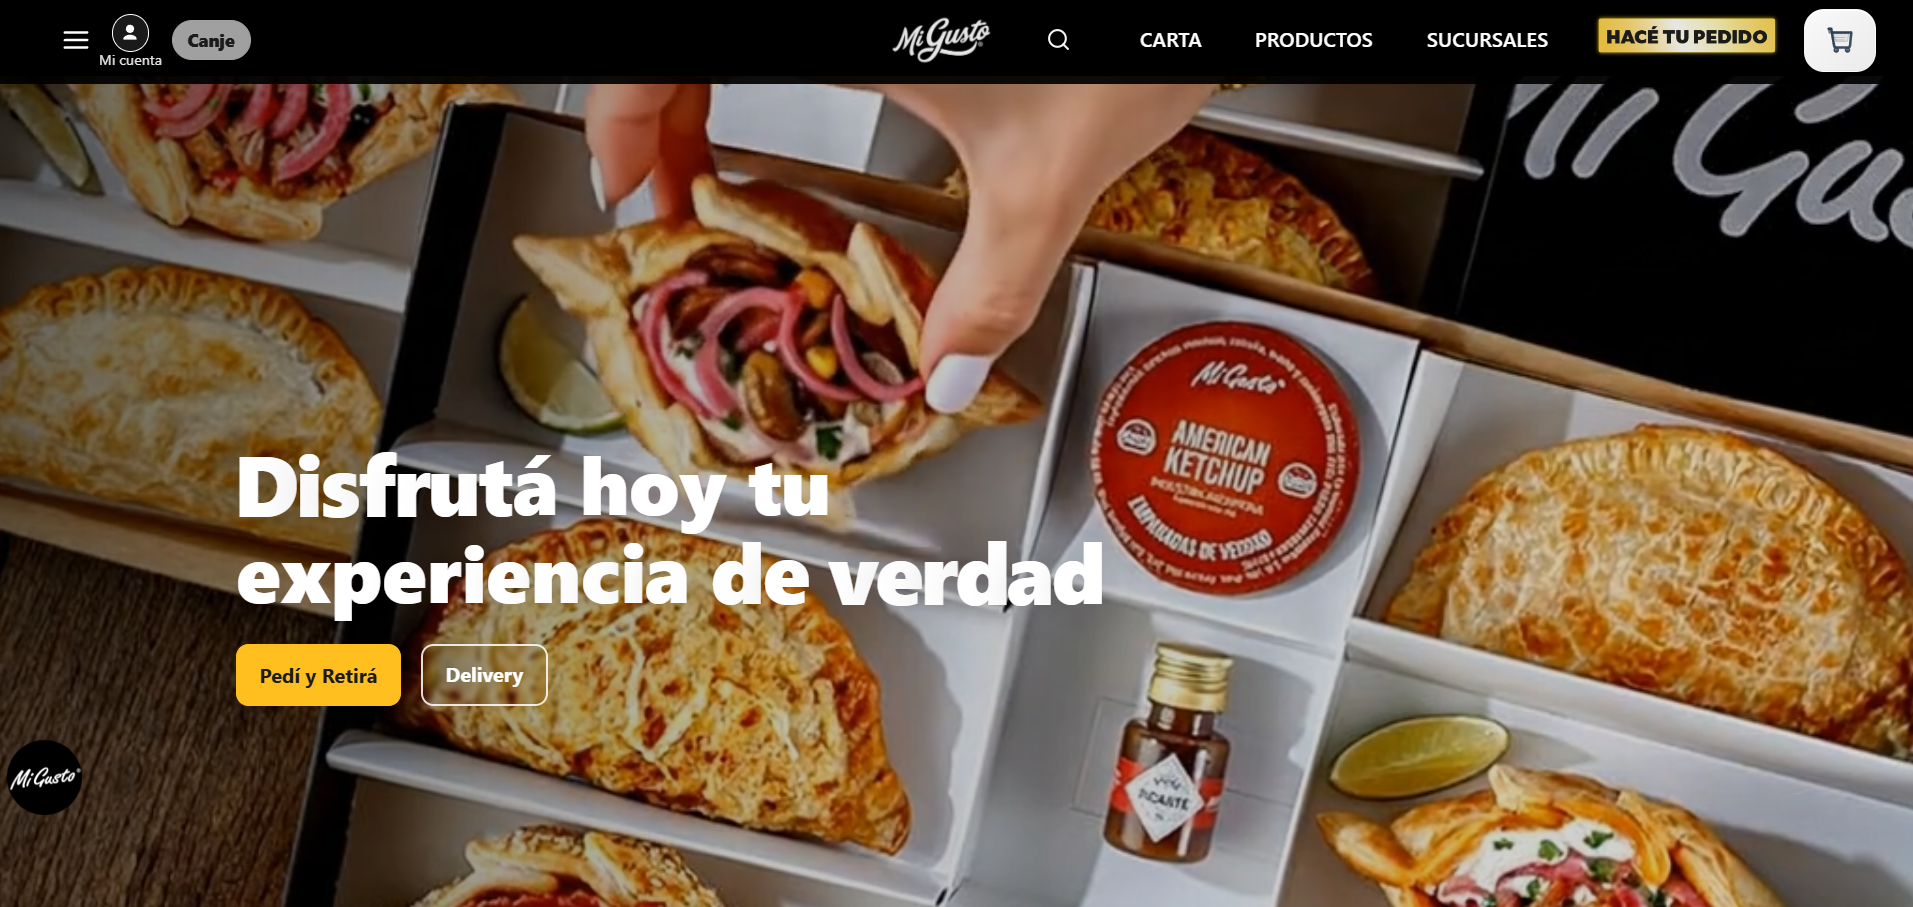 Mi cuenta
Canje
Mi Gusto
CARTA
PRODUCTOS
SUCURSALES
HACÉ TU PEDIDO
Mi Gu
Mi Gusto
AMERICAN
KETCHUP
EMPANADAS DE VERDAD
Disfrutá hoy tu
experiencia de verdad
Pedí y Retirá
Delivery
PICANTE
Mi Gusto